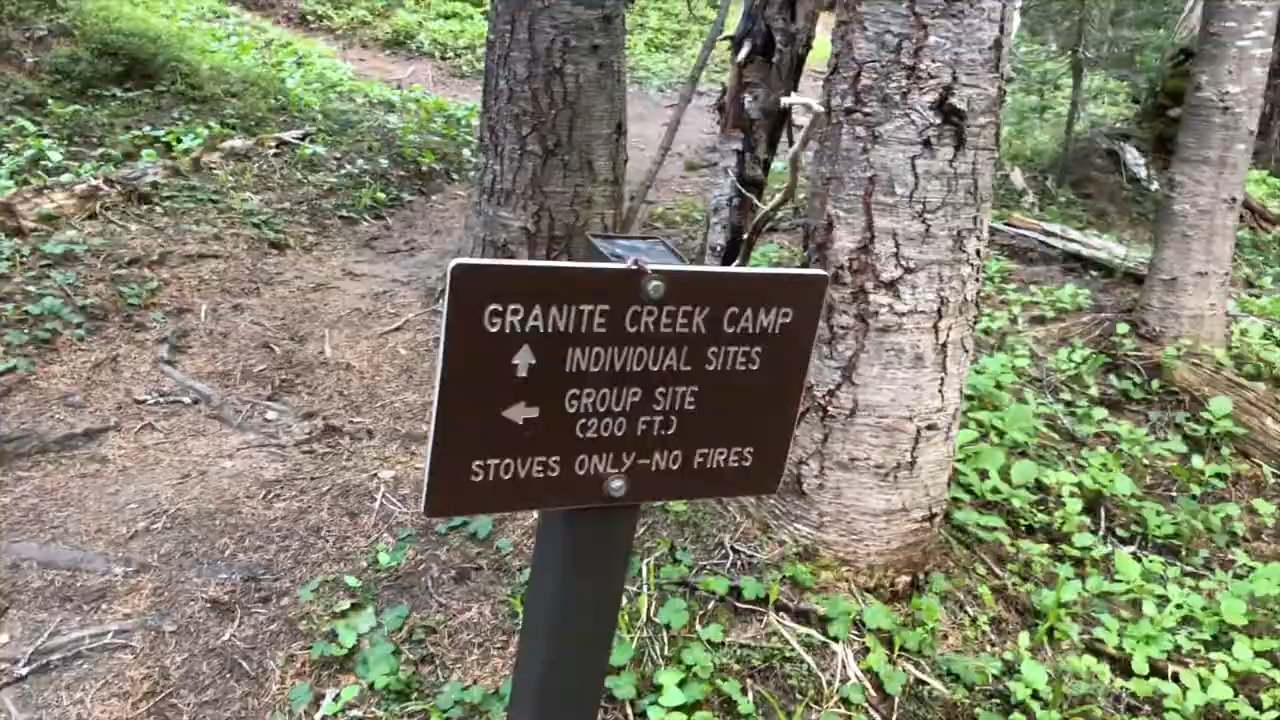 GRANITE CREEK CAMP
INDIVIDUAL SITES
GROUP SITE
(200 FT.)
STOVES ONLY-NO FIRES